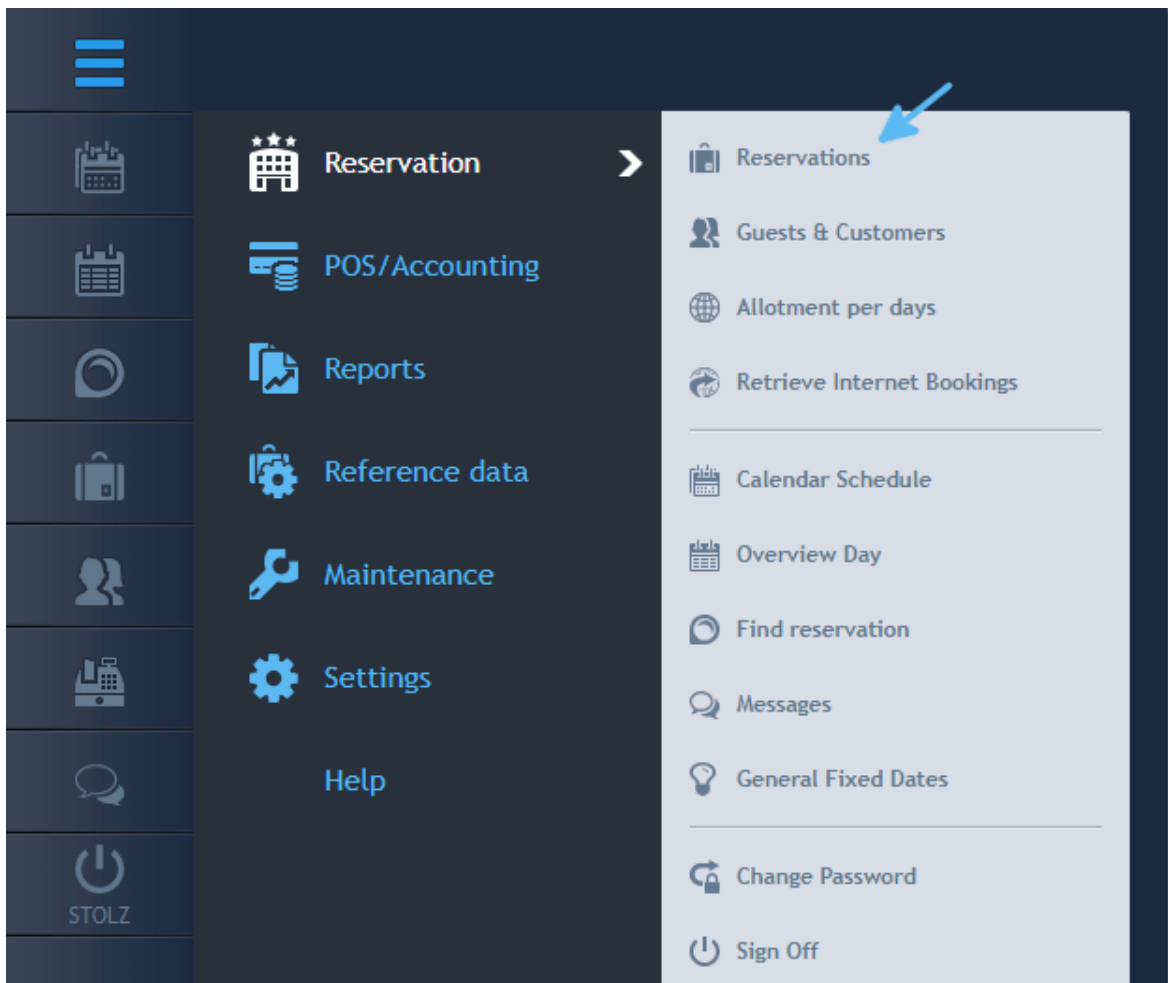 STOLZ
Reservation
POS/Accounting
Reports
Reference data
Maintenance
Settings
Help
Reservations
Guests & Customers
Allotment per days
Retrieve Internet Bookings
Calendar Schedule
Overview Day
Find reservation
Messages
General Fixed Dates
Change Password
Sign Off